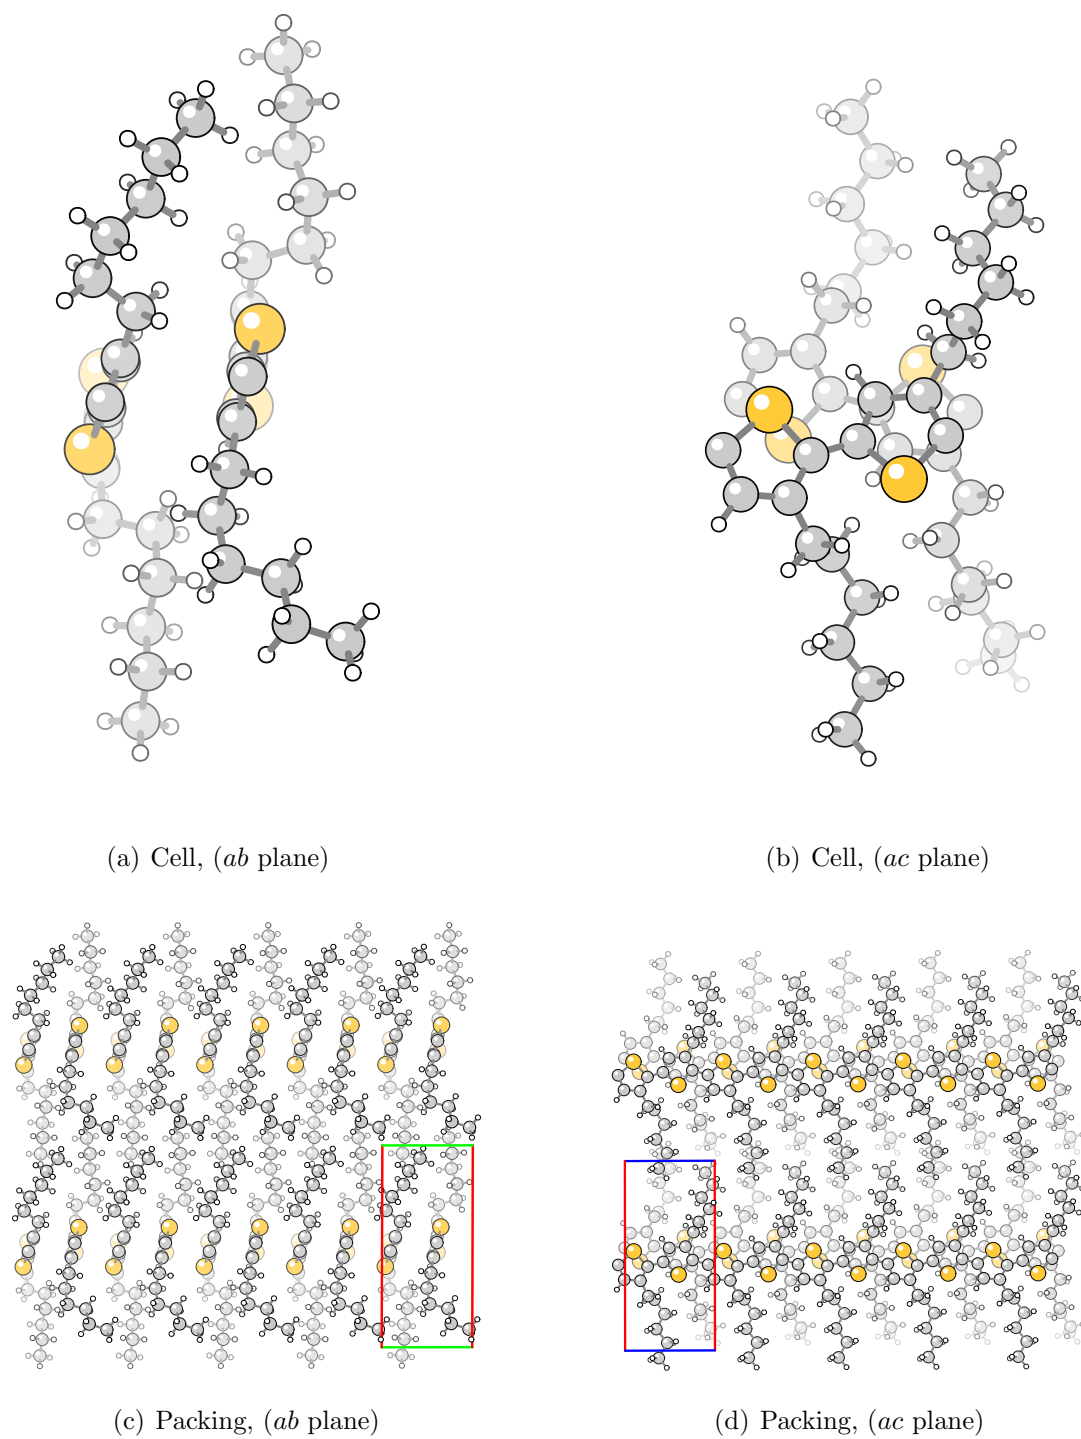 (a) Cell, (ab plane)
(b) Cell, (ac plane)
(c) Packing, (ab plane)
(d) Packing, (ac plane)